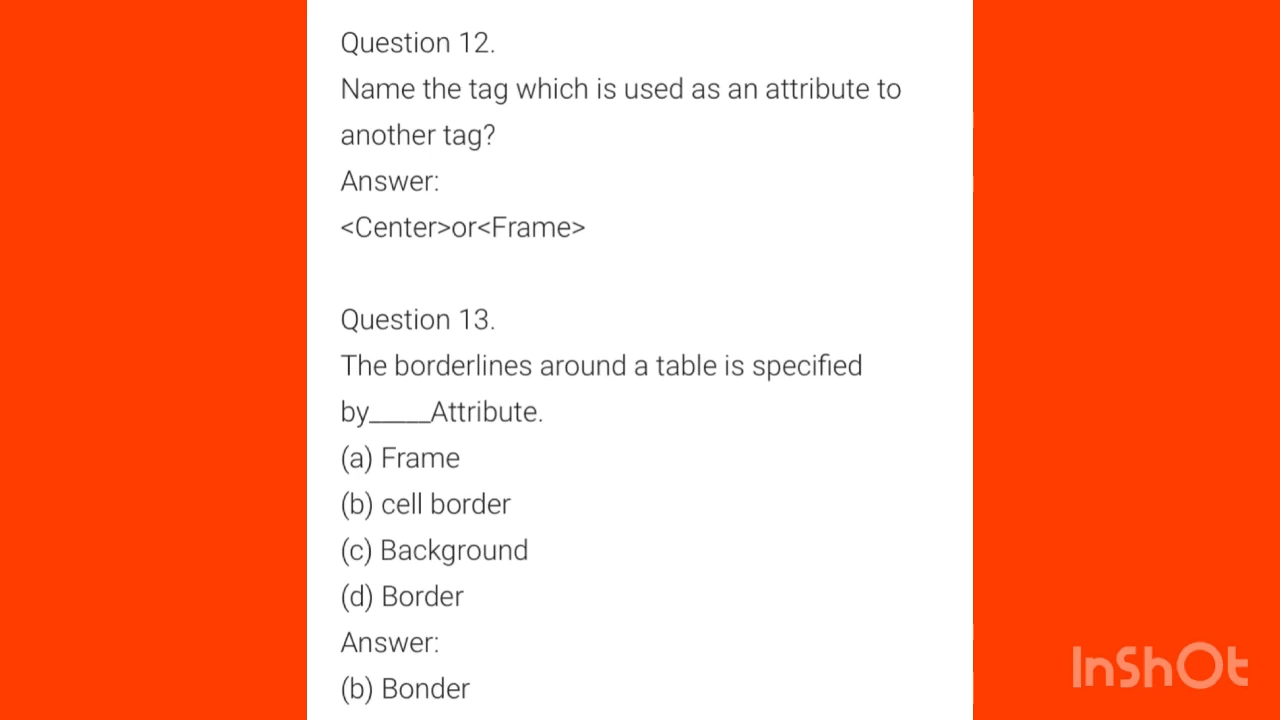 Question 12.
Name the tag which is used as an attribute to
another tag?
Answer:
<Center>or<Frame>
Question 13.
The borderlines around a table is specified
by_____Attribute.
(a) Frame
(b) cell border
(c) Background
(d) Border
Answer:
(b) Bonder
InShOt